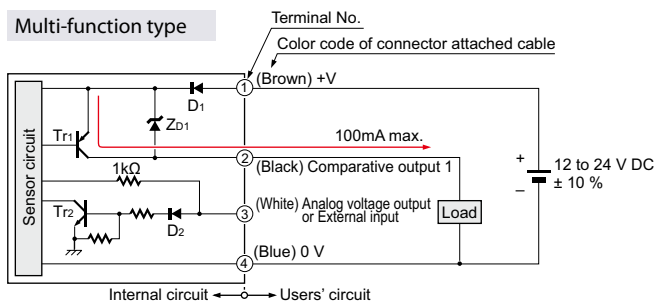 Multi-function type
Terminal No.
Color code of connector attached cable
1
(Brown) +V
D1
ZD1
Tr1
100mA max.
2
(Black) Comparative output 1
1kΩ
Sensor circuit
Tr2
D2
3
(White) Analog voltage output
or External input
Load
+
–
12 to 24 V DC
± 10 %
4
(Blue) 0 V
Internal circuit
Users' circuit